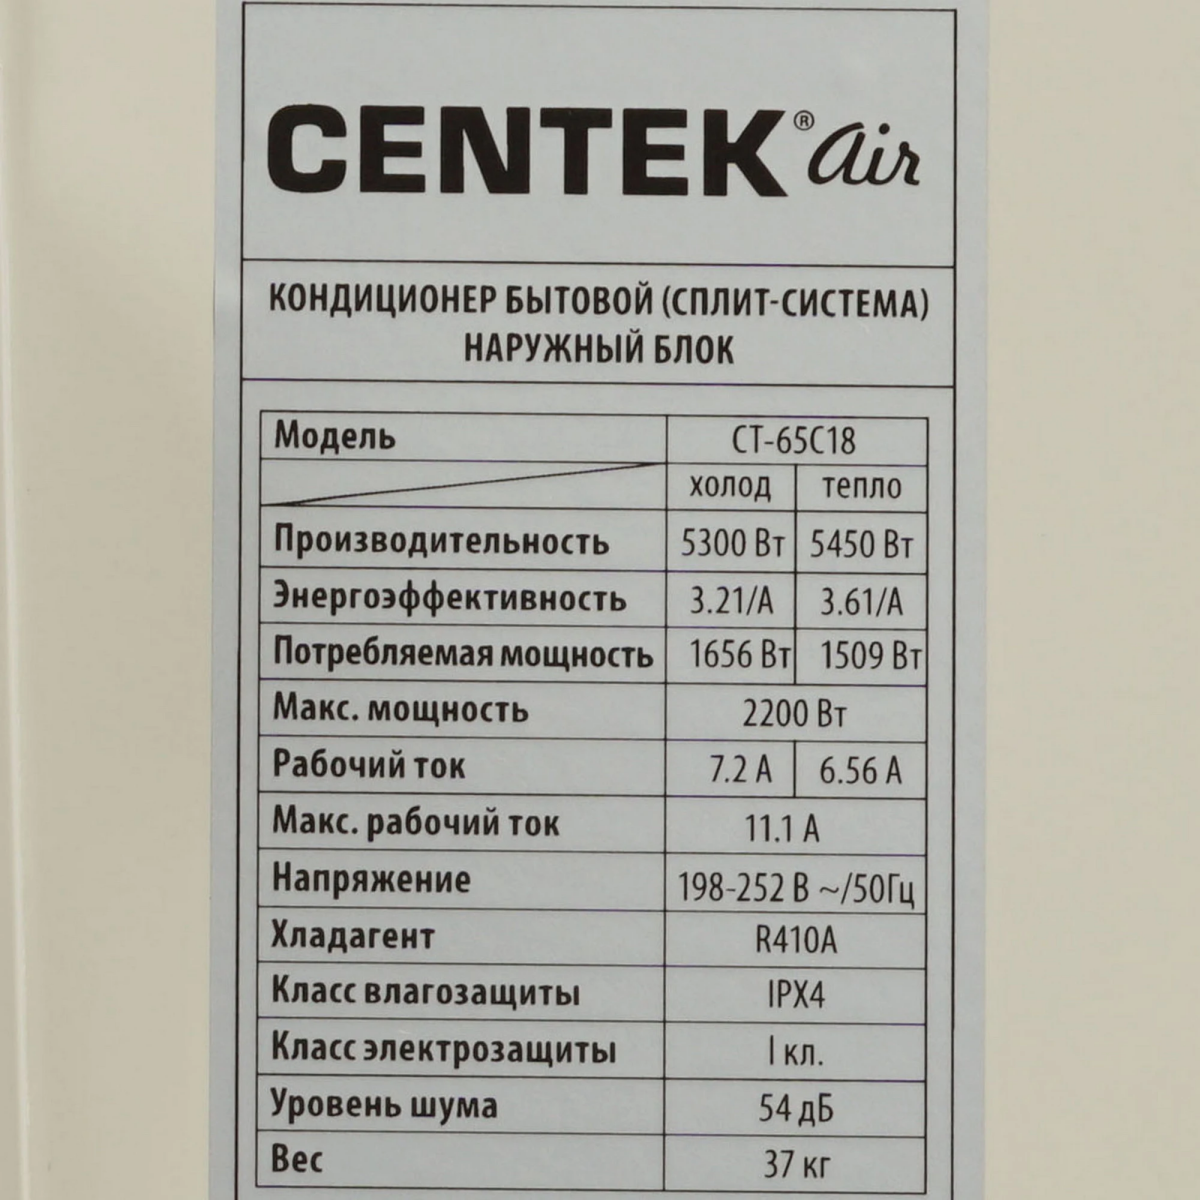 CENTEK® air
КОНДИЦИОНЕР БЫТОВОЙ (СПЛИТ-СИСТЕМА)
НАРУЖНЫЙ БЛОК
Модель CT-65C18
холод тепло
Производительность 5300 Вт 5450 Вт
Энергоэффективность 3.21/A 3.61/A
Потребляемая мощность 1656 Вт 1509 Вт
Макс. мощность 2200 Вт
Рабочий ток 7.2 А 6.56 А
Макс. рабочий ток 11.1 А
Напряжение 198-252 В ~/50Гц
Хладагент R410A
Класс влагозащиты IPX4
Класс электрозащиты I кл.
Уровень шума 54 дБ
Вес 37 кг